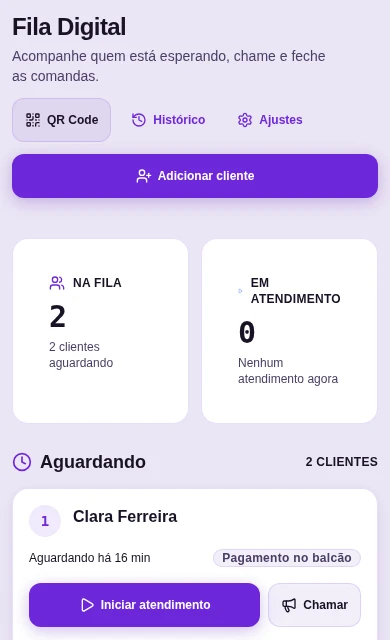 Fila Digital
Acompanhe quem está esperando, chame e feche
as comandas.
QR Code
Histórico
Ajustes
Adicionar cliente
NA FILA
2
2 clientes
aguardando
EM
ATENDIMENTO
0
Nenhum
atendimento agora
Aguardando
2 CLIENTES
1
Clara Ferreira
Aguardando há 16 min
Pagamento no balcão
Iniciar atendimento
Chamar